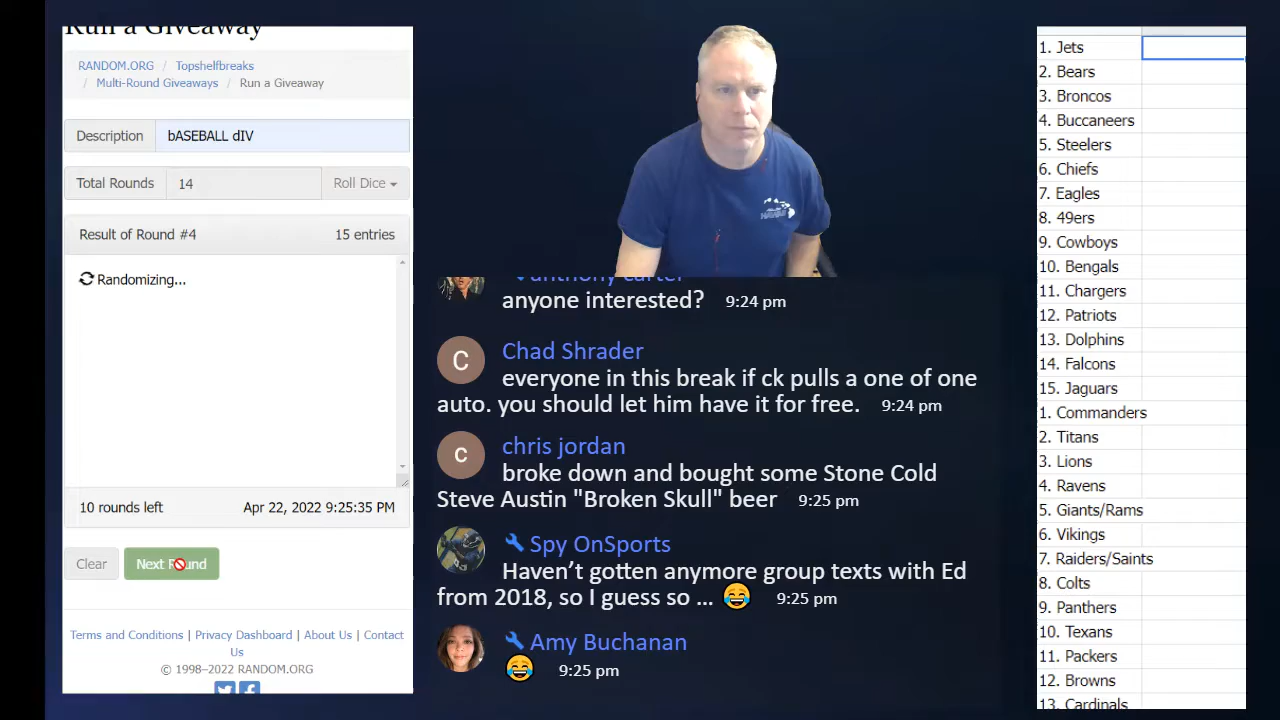 Run a Giveaway
RANDOM.ORG / Topshelfbreaks
/ Multi-Round Giveaways / Run a Giveaway
Description bASEBALL dIV
Total Rounds 14 Roll Dice
Result of Round #4 15 entries
Randomizing...
10 rounds left Apr 22, 2022 9:25:35 PM
Clear Next Round
Terms and Conditions | Privacy Dashboard | About Us | Contact
Us
© 1998–2022 RANDOM.ORG
HAWAII
anthony carter
anyone interested? 9:24 pm
C Chad Shrader
everyone in this break if ck pulls a one of one
auto. you should let him have it for free. 9:24 pm
c chris jordan
broke down and bought some Stone Cold
Steve Austin "Broken Skull" beer 9:25 pm
Spy OnSports
Haven’t gotten anymore group texts with Ed
from 2018, so I guess so ... 😂 9:25 pm
Amy Buchanan
😂 9:25 pm
1. Jets
2. Bears
3. Broncos
4. Buccaneers
5. Steelers
6. Chiefs
7. Eagles
8. 49ers
9. Cowboys
10. Bengals
11. Chargers
12. Patriots
13. Dolphins
14. Falcons
15. Jaguars
1. Commanders
2. Titans
3. Lions
4. Ravens
5. Giants/Rams
6. Vikings
7. Raiders/Saints
8. Colts
9. Panthers
10. Texans
11. Packers
12. Browns
13. Cardinals